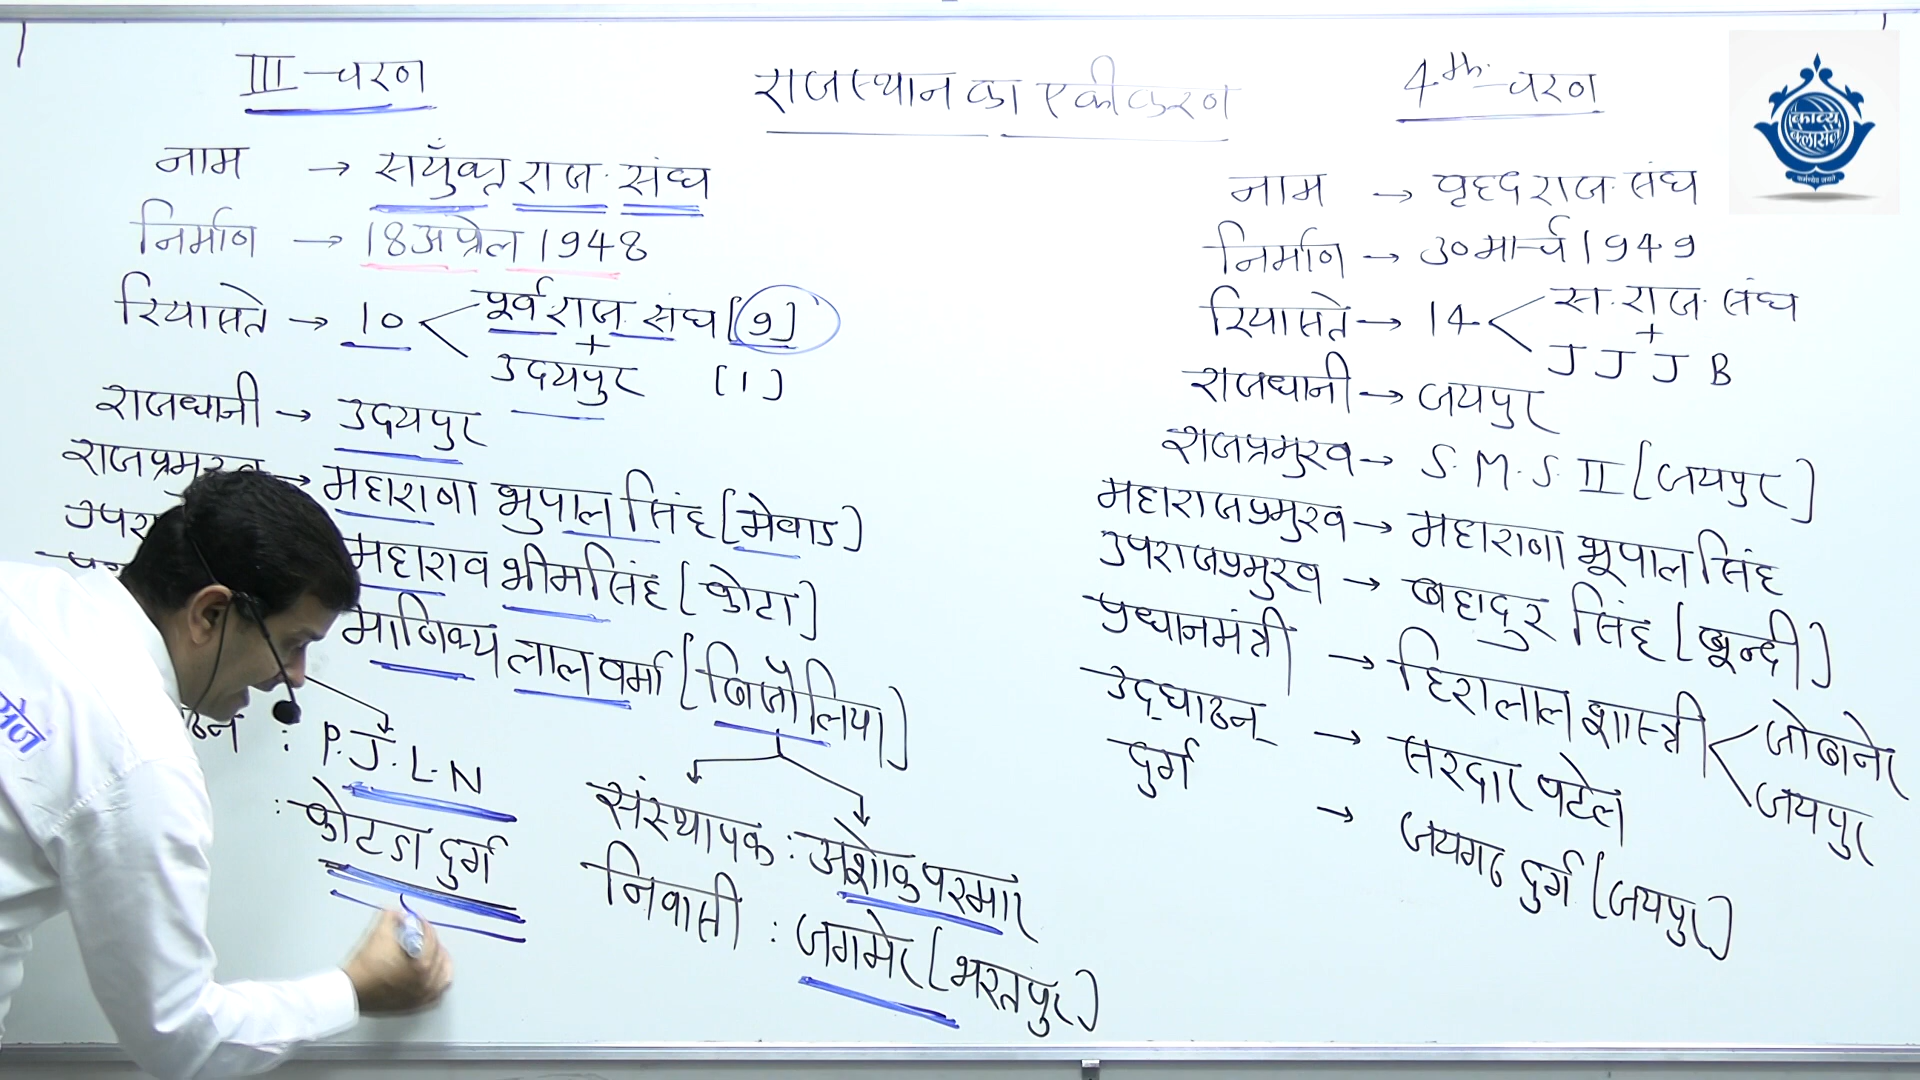 राजस्थान का एकीकरण
III - चरण
नाम → सयुँक्त राज. संघ
निर्माण → 18 अप्रेल 1948
रियासते → 10 < पूर्व राज. संघ [9]
+
उदयपुर [1]
राजधानी → उदयपुर
राजप्रमुख → महाराणा भुपाल सिंह [मेवाड]
महाराव भीमसिंह [कोटा]
माणिक्य लाल वर्मा [बिजौलिया]
: P. J. L. N
: कोटडा दुर्ग
संस्थापक : अशोक परमार
निवासी : जगमेर [भरतपुर]
4th - चरण
नाम → वृहद राज. संघ
निर्माण → 30 मार्च 1949
रियासते → 14 < स. राज. संघ
+
J J J B
राजधानी → जयपुर
राजप्रमुख → S. M. S. II [जयपुर]
महाराजप्रमुख → महाराणा भूपाल सिंह
उपराजप्रमुख → बहादुर सिंह [बून्दी]
प्रधानमंत्री → हिरालाल शास्त्री < जोबनेर
जयपुर
उद्घाटन → सरदार पटेल
दुर्ग → जयगढ दुर्ग [जयपुर]
काव्य
क्लासेज